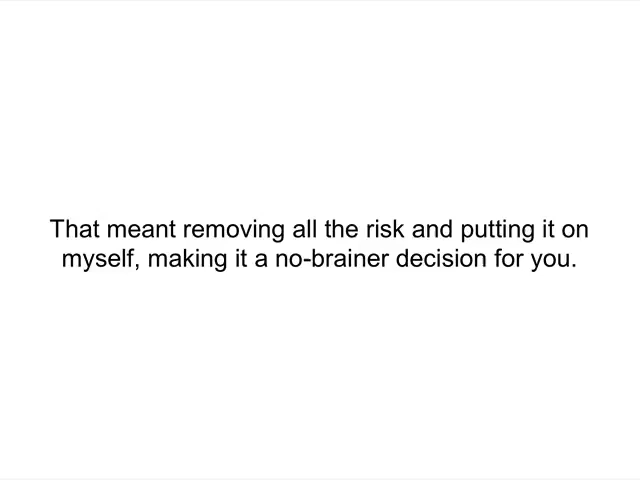 That meant removing all the risk and putting it on
myself, making it a no-brainer decision for you.